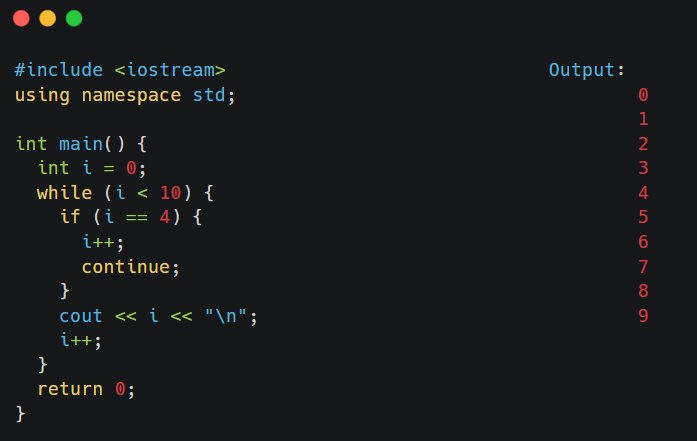 #include <iostream>
using namespace std;
int main() {
int i = 0;
while (i < 10) {
if (i == 4) {
i++;
continue;
}
cout << i << "\n";
i++;
}
return 0;
}
Output:
0
1
2
3
4
5
6
7
8
9